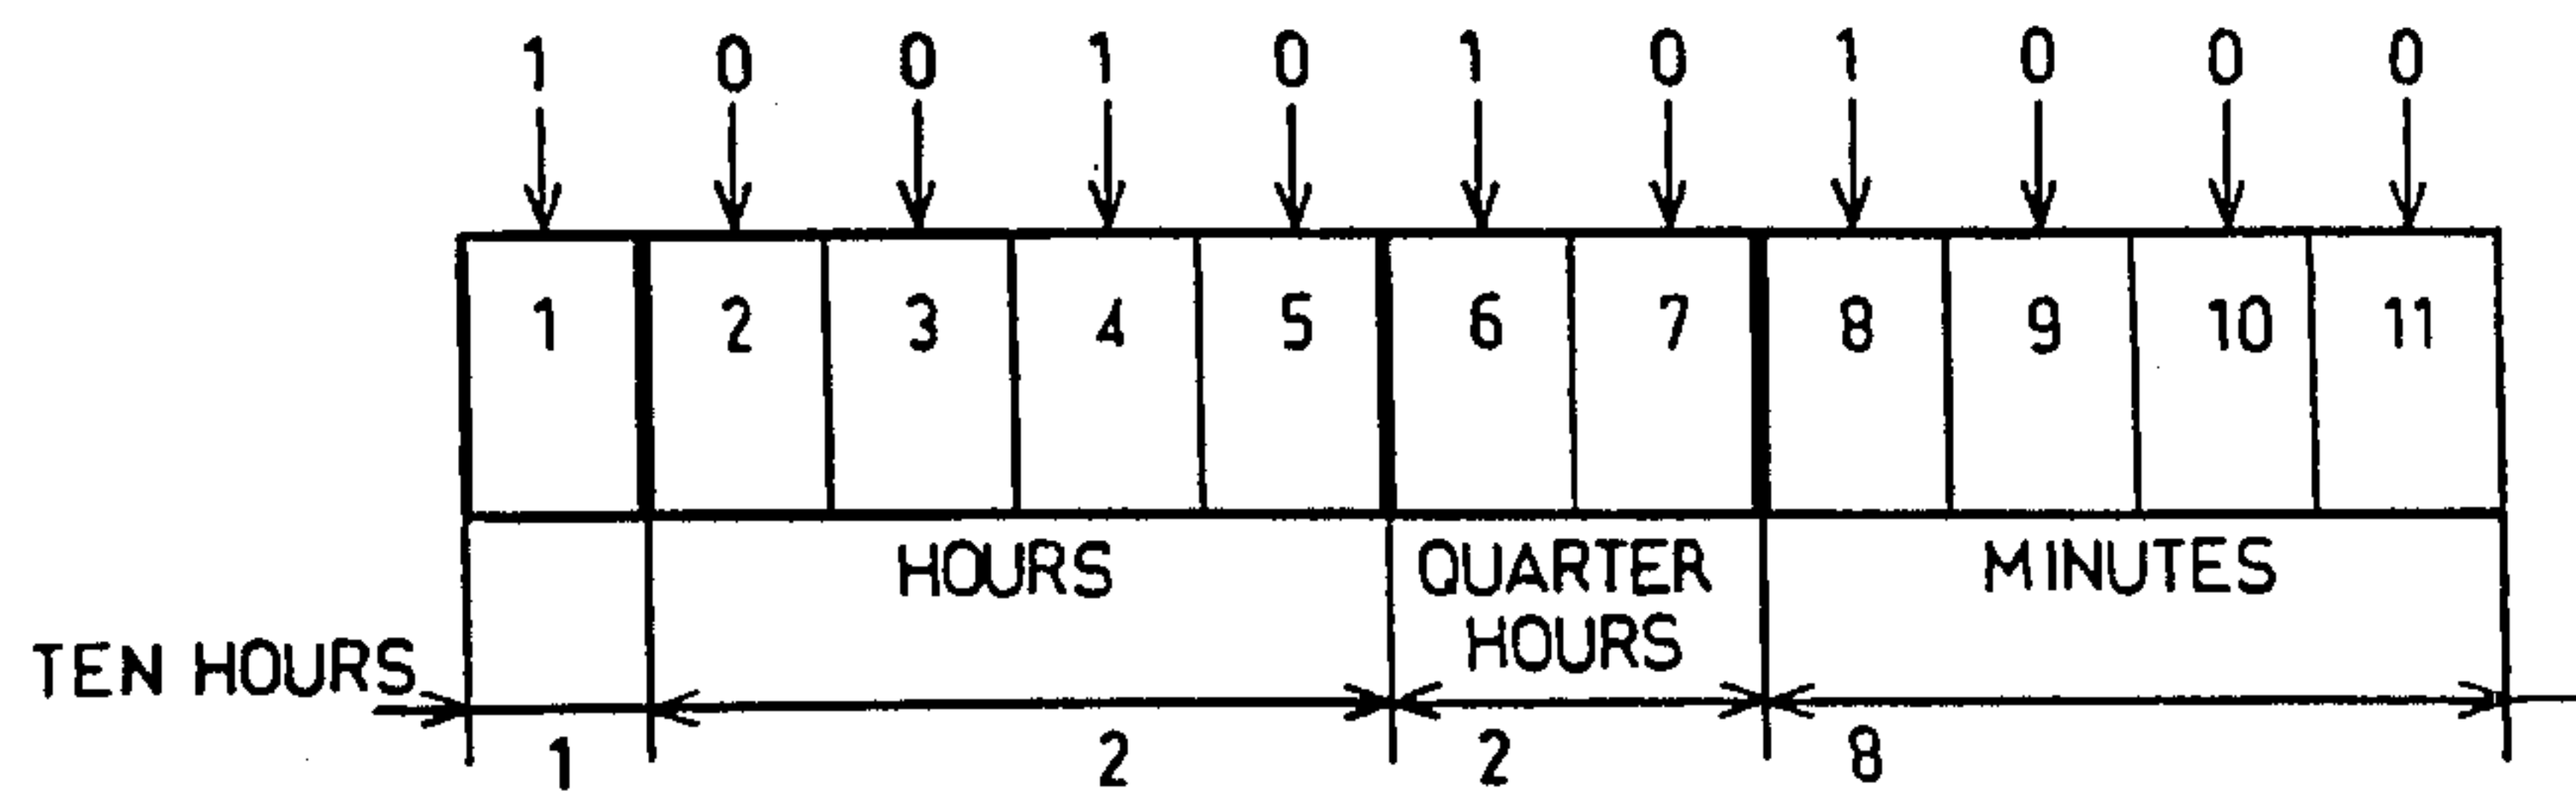 1 0 0 1 0 1 0 1 0 0 0
1 2 3 4 5 6 7 8 9 10 11
HOURS QUARTER MINUTES
HOURS
TEN HOURS
1 2 2 8